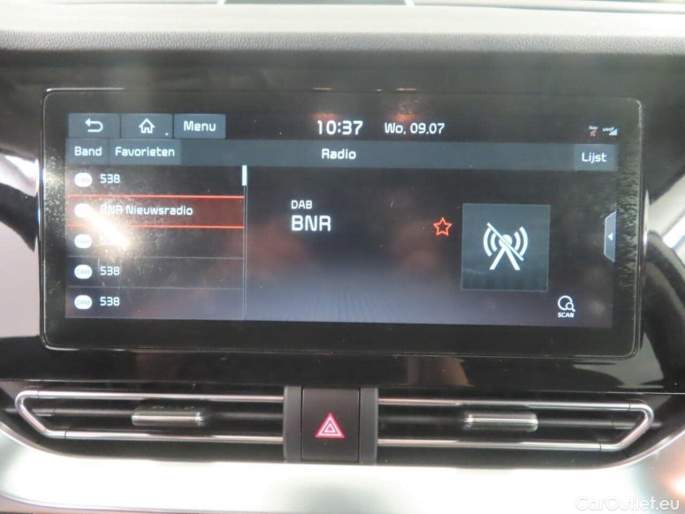 Menu
10:37 Wo, 09.07
Band Favorieten Radio Lijst
538
BNR Nieuwsradio
DAB
BNR
538
538
SCAN
CarOutlet.eu